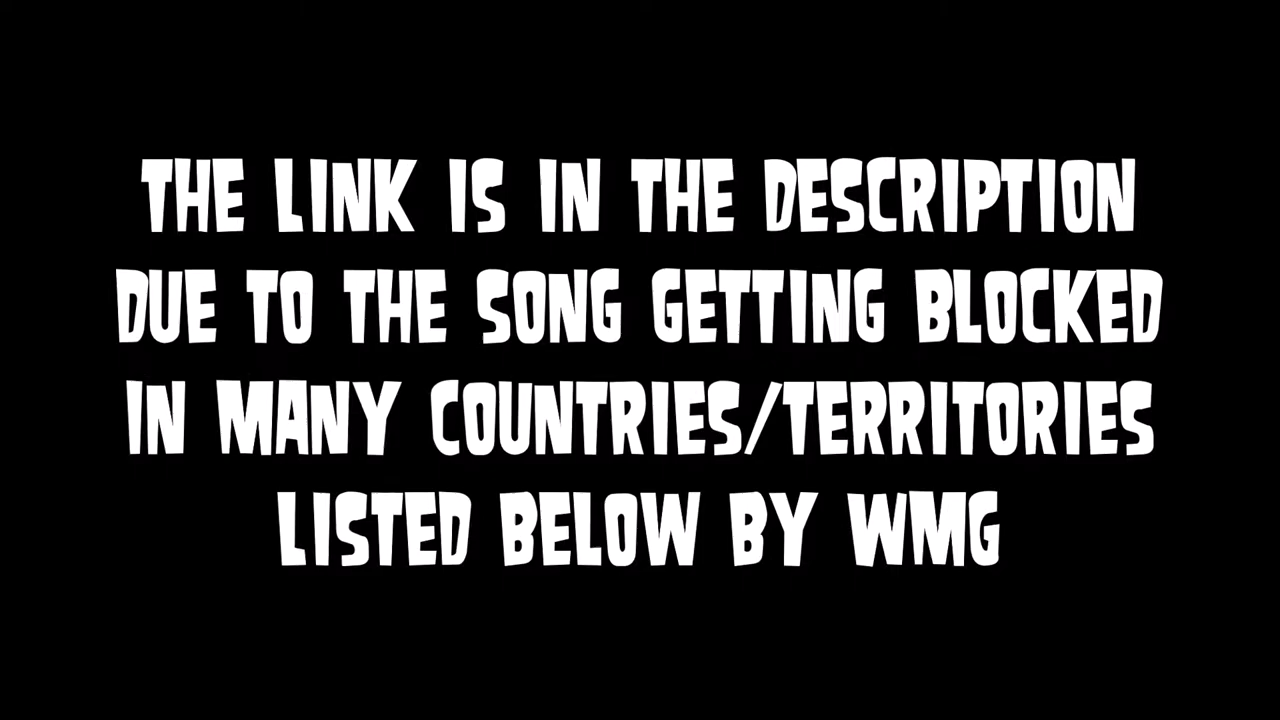 THE LINK IS IN THE DESCRIPTION
DUE TO THE SONG GETTING BLOCKED
IN MANY COUNTRIES/TERRITORIES
LISTED BELOW BY WMG